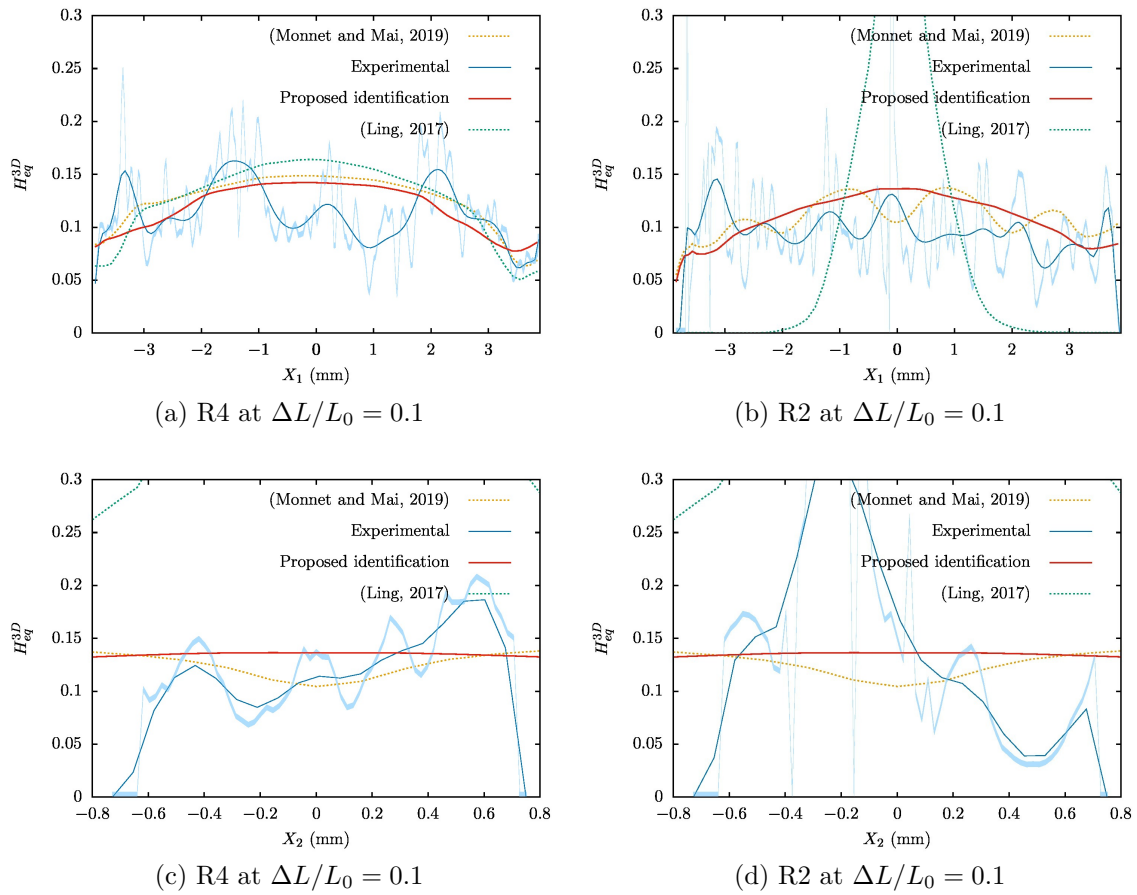 0.3
0.25
0.2
0.15
0.1
0.05
0
H_{eq}^{3D}
(Monnet and Mai, 2019)
Experimental
Proposed identification
(Ling, 2017)
−3 −2 −1 0 1 2 3
X_1 (mm)
(a) R4 at ΔL/L_0 = 0.1
0.3
0.25
0.2
0.15
0.1
0.05
0
H_{eq}^{3D}
(Monnet and Mai, 2019)
Experimental
Proposed identification
(Ling, 2017)
−3 −2 −1 0 1 2 3
X_1 (mm)
(b) R2 at ΔL/L_0 = 0.1
0.3
0.25
0.2
0.15
0.1
0.05
0
H_{eq}^{3D}
(Monnet and Mai, 2019)
Experimental
Proposed identification
(Ling, 2017)
−0.8 −0.6 −0.4 −0.2 0 0.2 0.4 0.6 0.8
X_2 (mm)
(c) R4 at ΔL/L_0 = 0.1
0.3
0.25
0.2
0.15
0.1
0.05
0
H_{eq}^{3D}
(Monnet and Mai, 2019)
Experimental
Proposed identification
(Ling, 2017)
−0.8 −0.6 −0.4 −0.2 0 0.2 0.4 0.6 0.8
X_2 (mm)
(d) R2 at ΔL/L_0 = 0.1